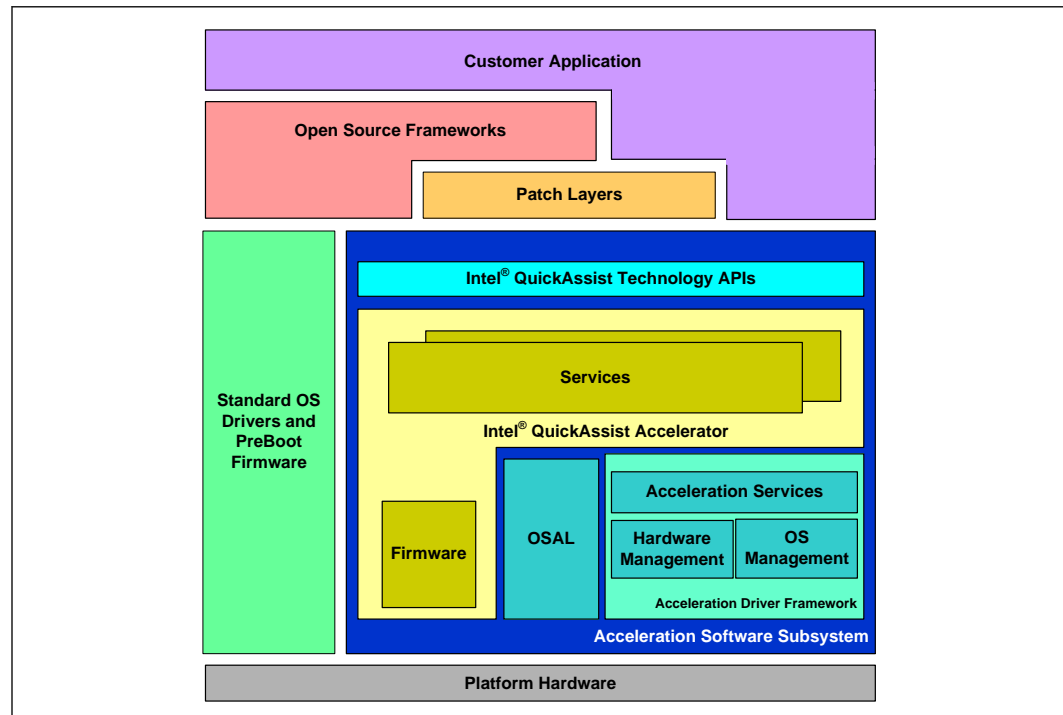 Customer Application
Open Source Frameworks
Patch Layers
Intel® QuickAssist Technology APIs
Services
Intel® QuickAssist Accelerator
Standard OS
Drivers and
PreBoot
Firmware
Firmware
OSAL
Acceleration Services
Hardware
Management
OS
Management
Acceleration Driver Framework
Acceleration Software Subsystem
Platform Hardware